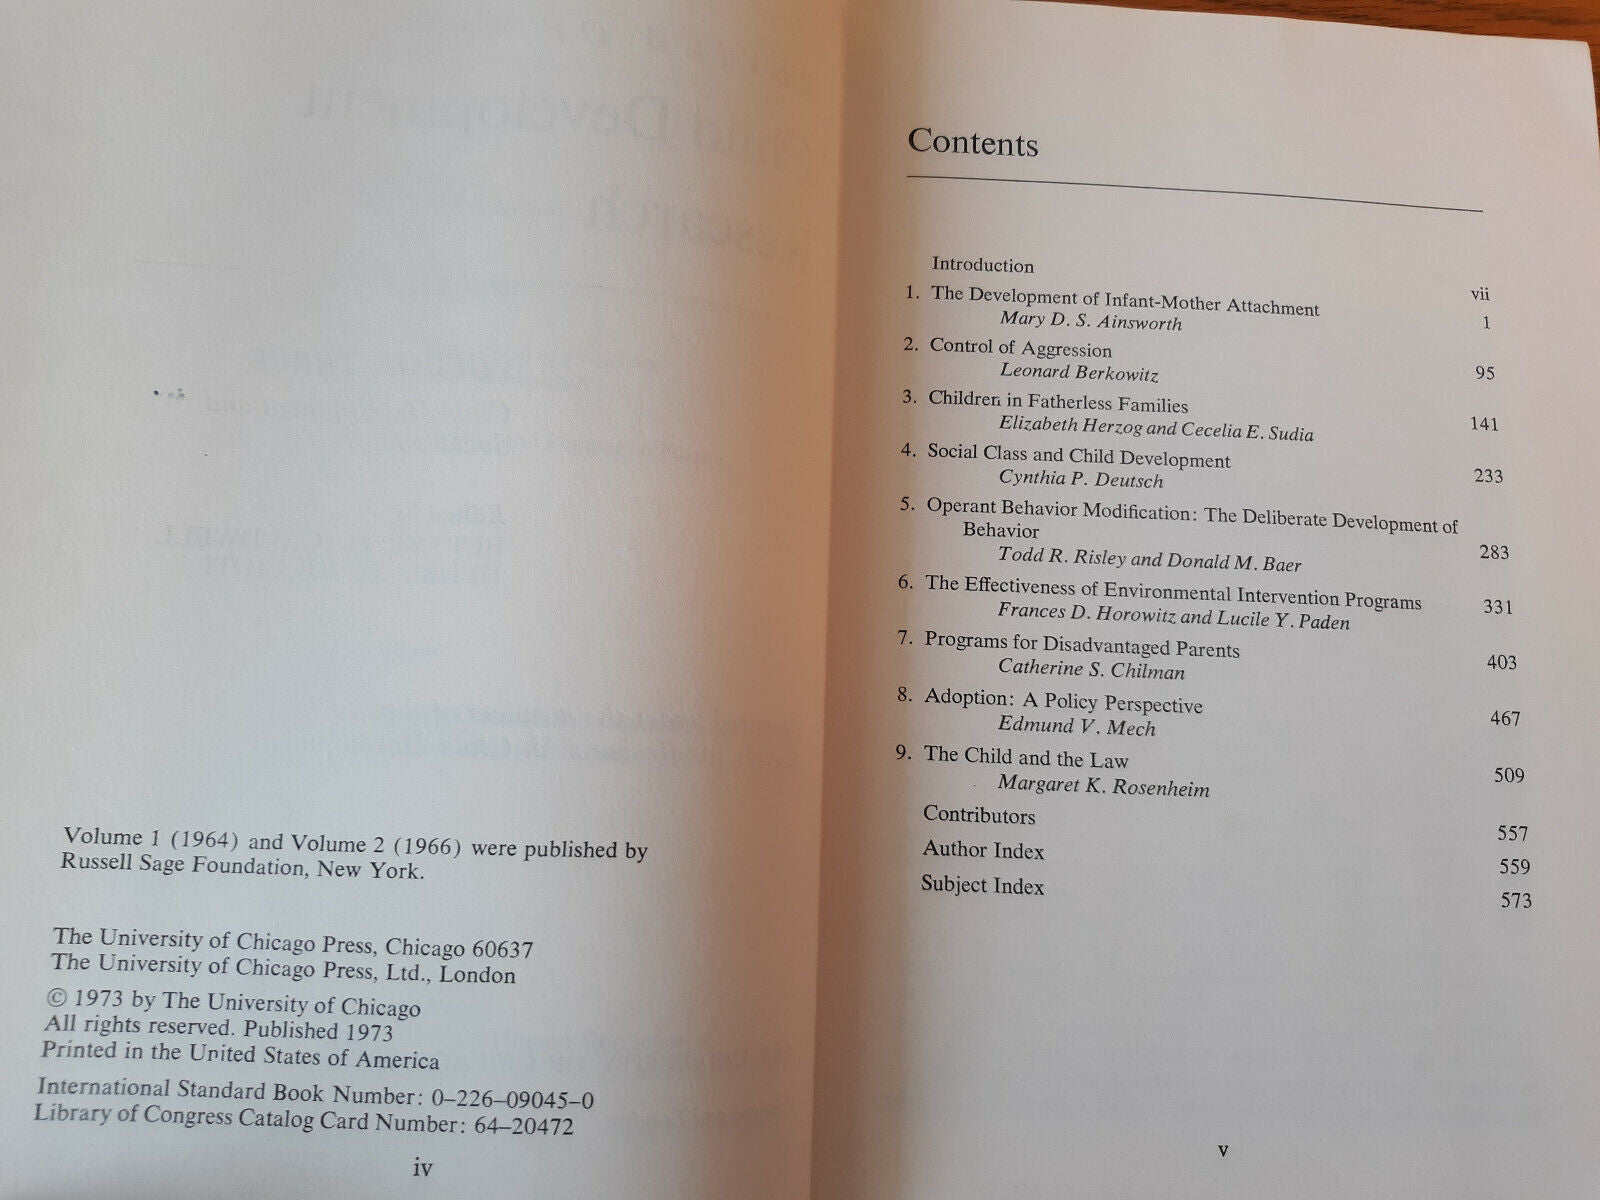 Volume 1 (1964) and Volume 2 (1966) were published by
Russell Sage Foundation, New York.
The University of Chicago Press, Chicago 60637
The University of Chicago Press, Ltd., London
© 1973 by The University of Chicago
All rights reserved. Published 1973
Printed in the United States of America
International Standard Book Number: 0–226–09045–0
Library of Congress Catalog Card Number: 64–20472
iv
Contents
Introduction vii
1. The Development of Infant-Mother Attachment
Mary D. S. Ainsworth 1
2. Control of Aggression
Leonard Berkowitz 95
3. Children in Fatherless Families
Elizabeth Herzog and Cecelia E. Sudia 141
4. Social Class and Child Development
Cynthia P. Deutsch 233
5. Operant Behavior Modification: The Deliberate Development of
Behavior
Todd R. Risley and Donald M. Baer 283
6. The Effectiveness of Environmental Intervention Programs
Frances D. Horowitz and Lucile Y. Paden 331
7. Programs for Disadvantaged Parents
Catherine S. Chilman 403
8. Adoption: A Policy Perspective
Edmund V. Mech 467
9. The Child and the Law
Margaret K. Rosenheim 509
Contributors 557
Author Index 559
Subject Index 573
v